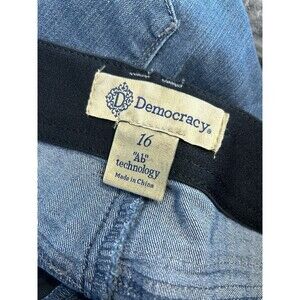 D Democracy®
16
"Ab"
technology
Made in China